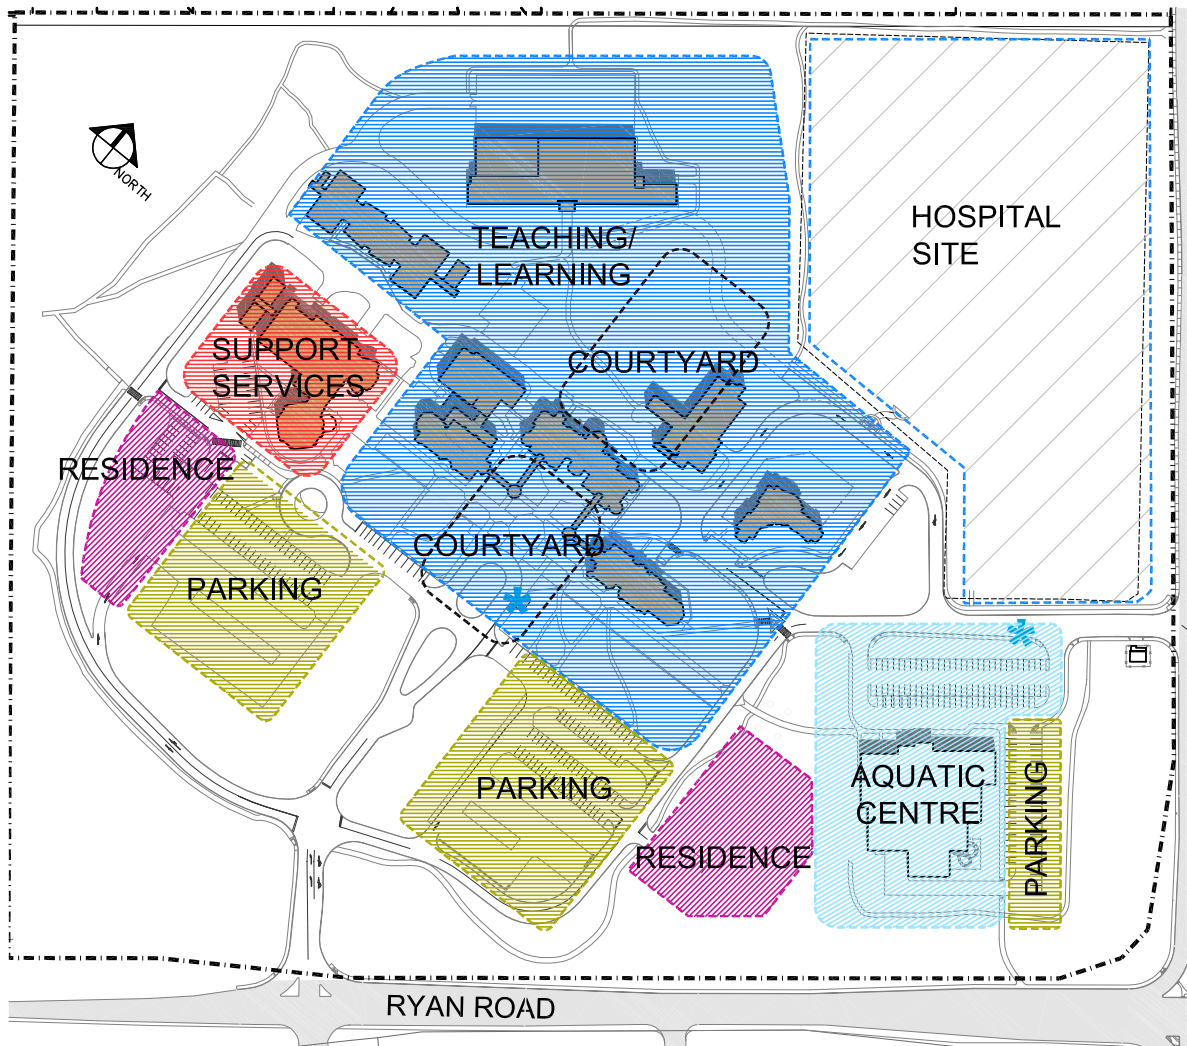 NORTH
HOSPITAL
SITE
TEACHING/
LEARNING
COURTYARD
SUPPORT
SERVICES
RESIDENCE
COURTYARD
PARKING
PARKING
RESIDENCE
AQUATIC
CENTRE
PARKING
RYAN ROAD